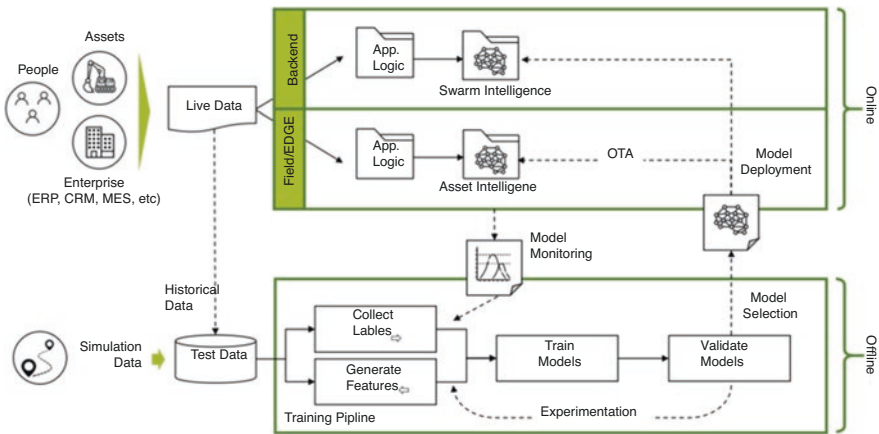 Assets
People
Enterprise
(ERP, CRM, MES, etc)
Live Data
Backend
App.
Logic
Swarm Intelligence
Field/EDGE
App.
Logic
Asset Intelligene
OTA
Model
Deployment
Online
Model
Monitoring
Historical
Data
Simulation
Data
Test Data
Collect
Lables
Generate
Features
Train
Models
Validate
Models
Model
Selection
Experimentation
Training Pipline
Offline